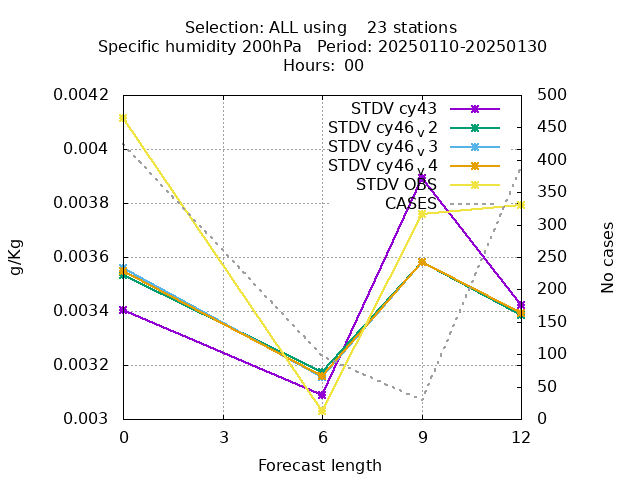 Selection: ALL using    23 stations
Specific humidity 200hPa   Period: 20250110-20250130
Hours:  00
0.0042
0.004
0.0038
0.0036
0.0034
0.0032
0.003
g/Kg
STDV cy43
STDV cy46_v2
STDV cy46_v3
STDV cy46_v4
STDV OBS
CASES
500
450
400
350
300
250
200
150
100
50
0
No cases
0 3 6 9 12
Forecast length